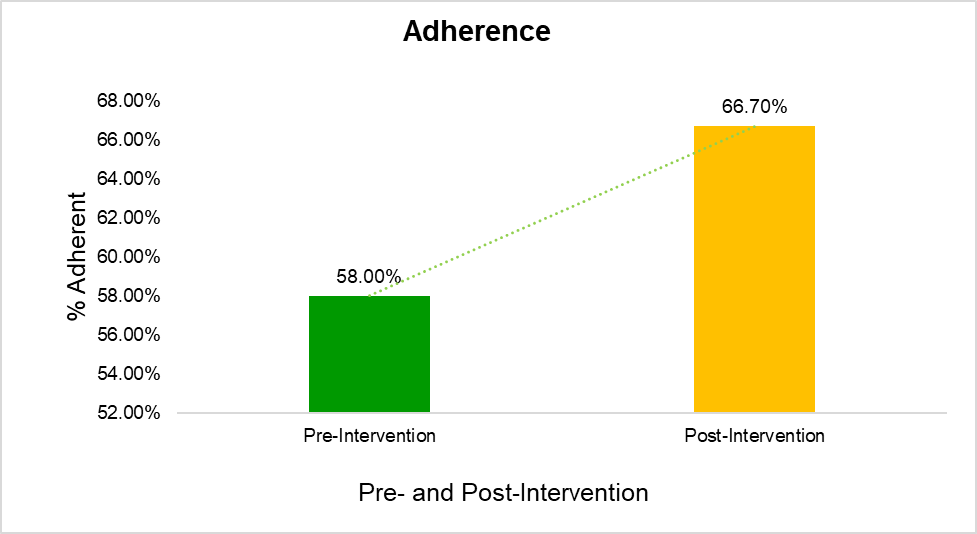 Adherence
68.00%
66.00%
64.00%
62.00%
60.00%
58.00%
56.00%
54.00%
52.00%
% Adherent
58.00%
66.70%
Pre-Intervention
Post-Intervention
Pre- and Post-Intervention